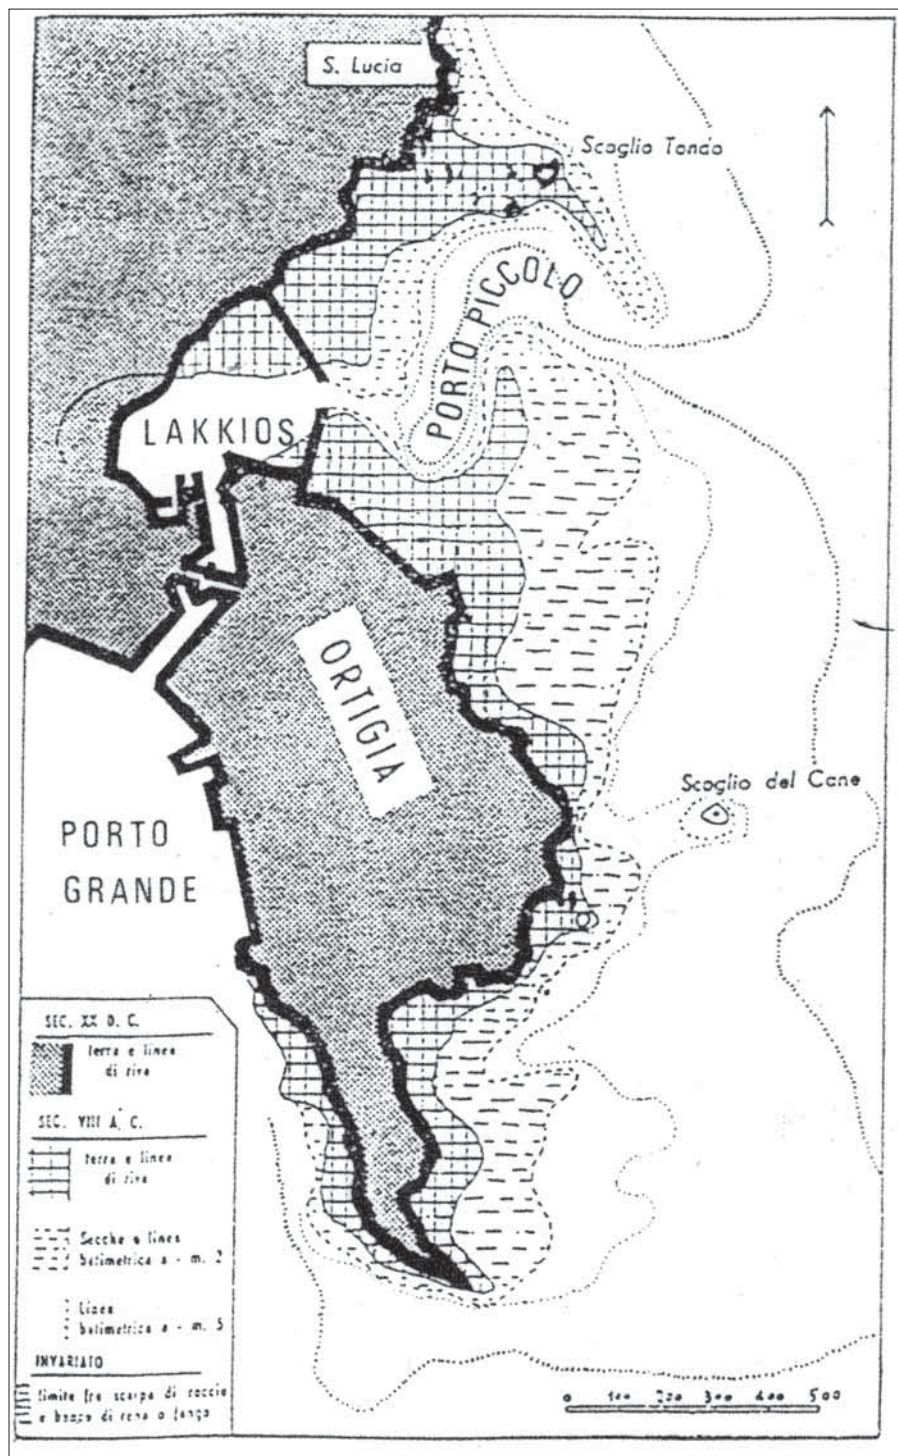 S. Lucia
Scoglio Tondo
PORTO PICCOLO
LAKKIOS
ORTIGIA
Scoglio del Cane
PORTO
GRANDE
SEC. XX D. C.
terra e linea
di riva
SEC. VIII A. C.
terra e linea
di riva
Secche e linea
batimetrica a - m. 2
Linea
batimetrica a - m. 5
INVARIATO
limite fra scarpa di roccia
e banco di rena o fango
0 100 200 300 400 500